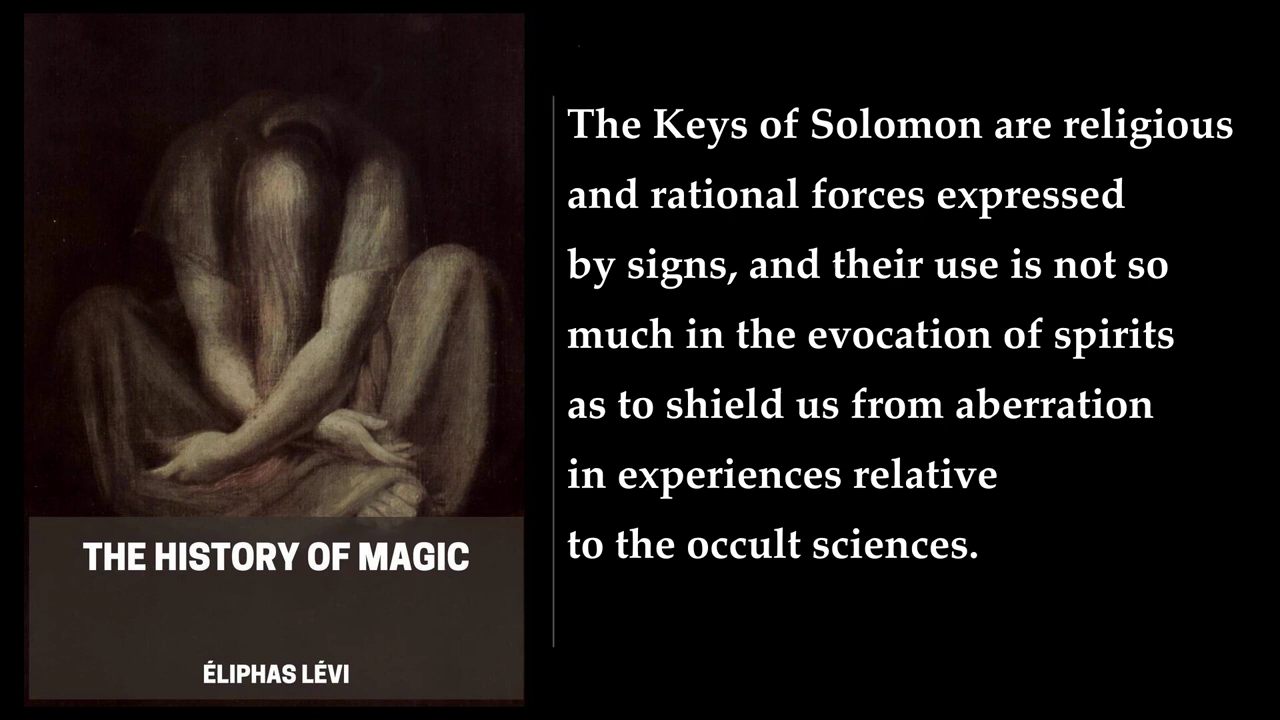 THE HISTORY OF MAGIC
ÉLIPHAS LÉVI
The Keys of Solomon are religious
and rational forces expressed
by signs, and their use is not so
much in the evocation of spirits
as to shield us from aberration
in experiences relative
to the occult sciences.